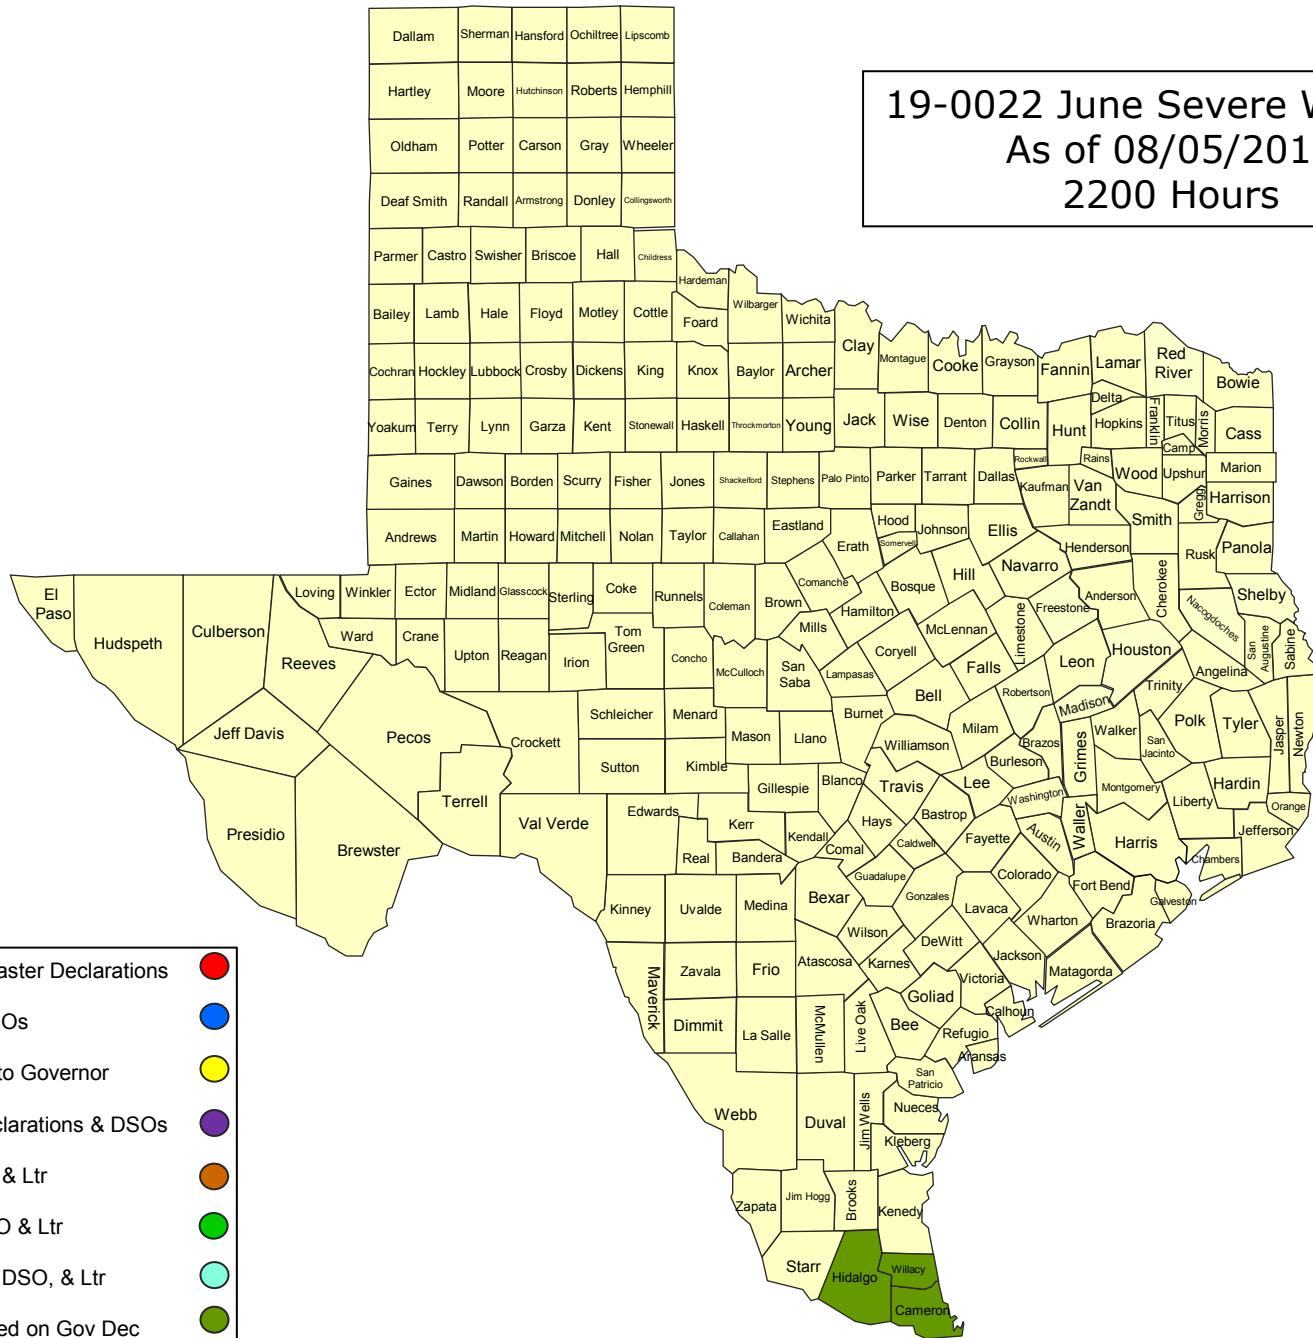 Dallam Sherman Hansford Ochiltree Lipscomb
Hartley Moore Hutchinson Roberts Hemphill
19-0022 June Severe W
As of 08/05/201
2200 Hours
Oldham Potter Carson Gray Wheeler
Deaf Smith Randall Armstrong Donley Collingsworth
Parmer Castro Swisher Briscoe Hall Childress
Hardeman
Bailey Lamb Hale Floyd Motley Cottle Foard Wilbarger Wichita
Clay Montague Cooke Grayson Fannin Lamar Red
River Bowie
Cochran Hockley Lubbock Crosby Dickens King Knox Baylor Archer
Delta
Yoakum Terry Lynn Garza Kent Stonewall Haskell Throckmorton Young Jack Wise Denton Collin Hunt Hopkins Franklin Titus Morris Cass
Camp
Gaines Dawson Borden Scurry Fisher Jones Shackelford Stephens Palo Pinto Parker Tarrant Dallas Rockwall Kaufman Rains Van
Zandt Wood Upshur Marion
Gregg Harrison
Andrews Martin Howard Mitchell Nolan Taylor Callahan Eastland Erath Hood Somervell Johnson Ellis Henderson Smith Rusk Panola
El
Paso Hudspeth Culberson Reeves Loving Winkler Ector Midland Glasscock Sterling Coke Runnels Coleman Brown Comanche Hamilton Bosque Hill Navarro Freestone Anderson Cherokee Nacogdoches Shelby
Ward Crane Upton Reagan Irion Tom
Green Concho McCulloch San
Saba Mills Lampasas Coryell McLennan Limestone Falls Leon Houston Angelina San
Augustine Sabine
Jeff Davis Pecos Crockett Schleicher Menard Mason Llano Burnet Bell Milam Robertson Madison Trinity Polk Tyler Jasper Newton
Sutton Kimble Gillespie Blanco Williamson Travis Lee Burleson Brazos Grimes Walker San
Jacinto Montgomery Liberty Hardin Orange
Presidio Brewster Terrell Val Verde Edwards Kerr Real Bandera Kendall Comal Hays Caldwell Bastrop Fayette Washington Austin Waller Harris Chambers Jefferson
Kinney Uvalde Medina Bexar Guadalupe Gonzales Lavaca Colorado Wharton Fort Bend Brazoria Galveston
Maverick Zavala Frio Atascosa Wilson Karnes DeWitt Victoria Jackson Matagorda
Dimmit La Salle McMullen Live Oak Bee Goliad Refugio Calhoun Aransas
San
Patricio
Webb Duval Jim Wells Nueces
Kleberg
Zapata Jim Hogg Brooks Kenedy
Starr Hidalgo Willacy
Cameron
aster Declarations
Os
to Governor
clarations & DSOs
& Ltr
O & Ltr
DSO, & Ltr
ed on Gov Dec